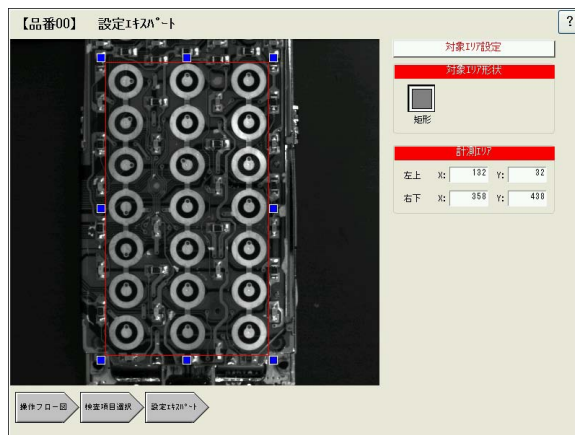 【品番00】 設定ｴｷｽﾊﾟｰﾄ
?
対象ｴﾘｱ設定
対象ｴﾘｱ形状
矩形
計測ｴﾘｱ
左上 X: 132 Y: 32
右下 X: 358 Y: 438
操作フロー図 検査項目選択 設定ｴｷｽﾊﾟｰﾄ